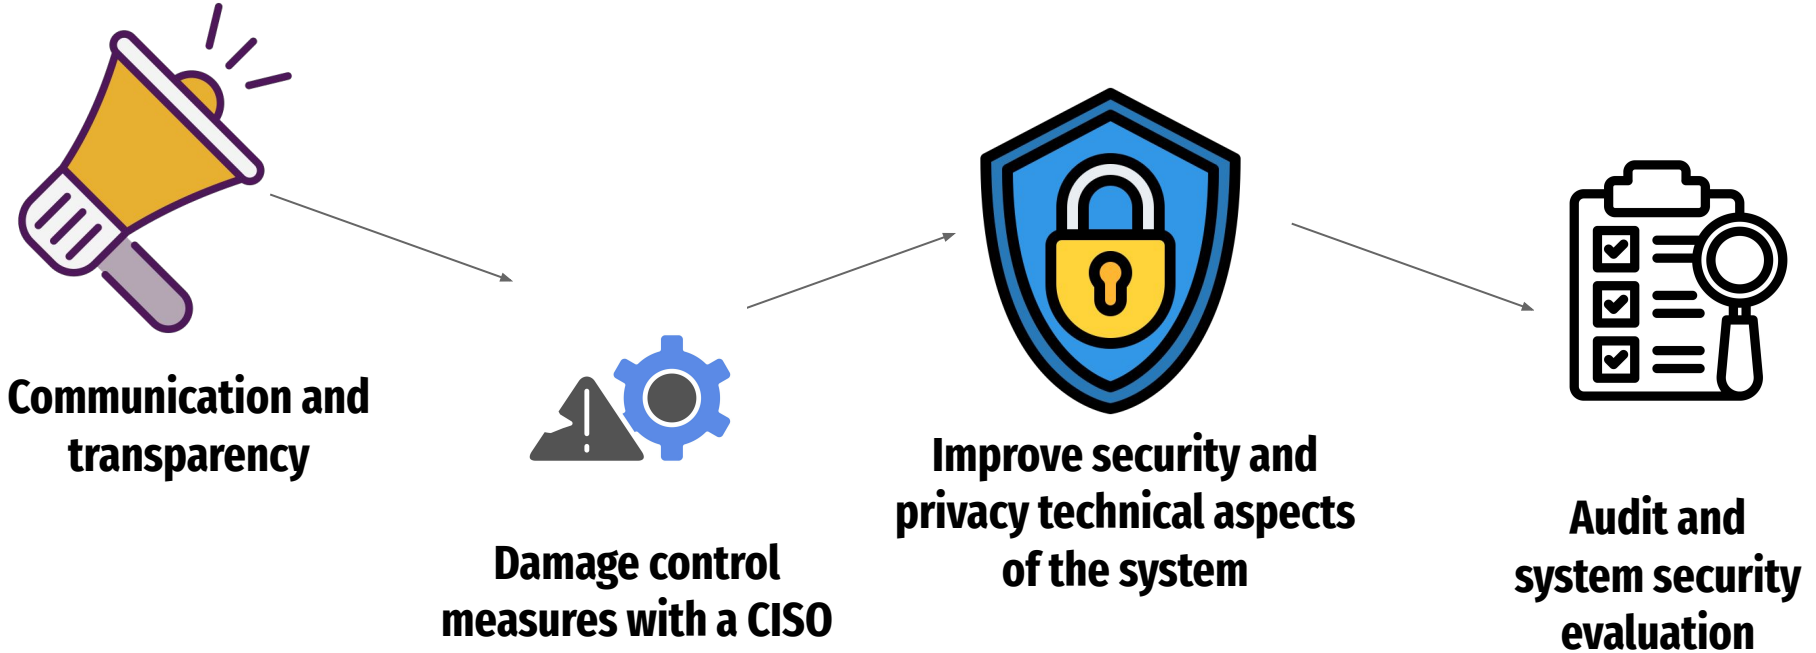 Communication and
transparency
Damage control
measures with a CISO
Improve security and
privacy technical aspects
of the system
Audit and
system security
evaluation